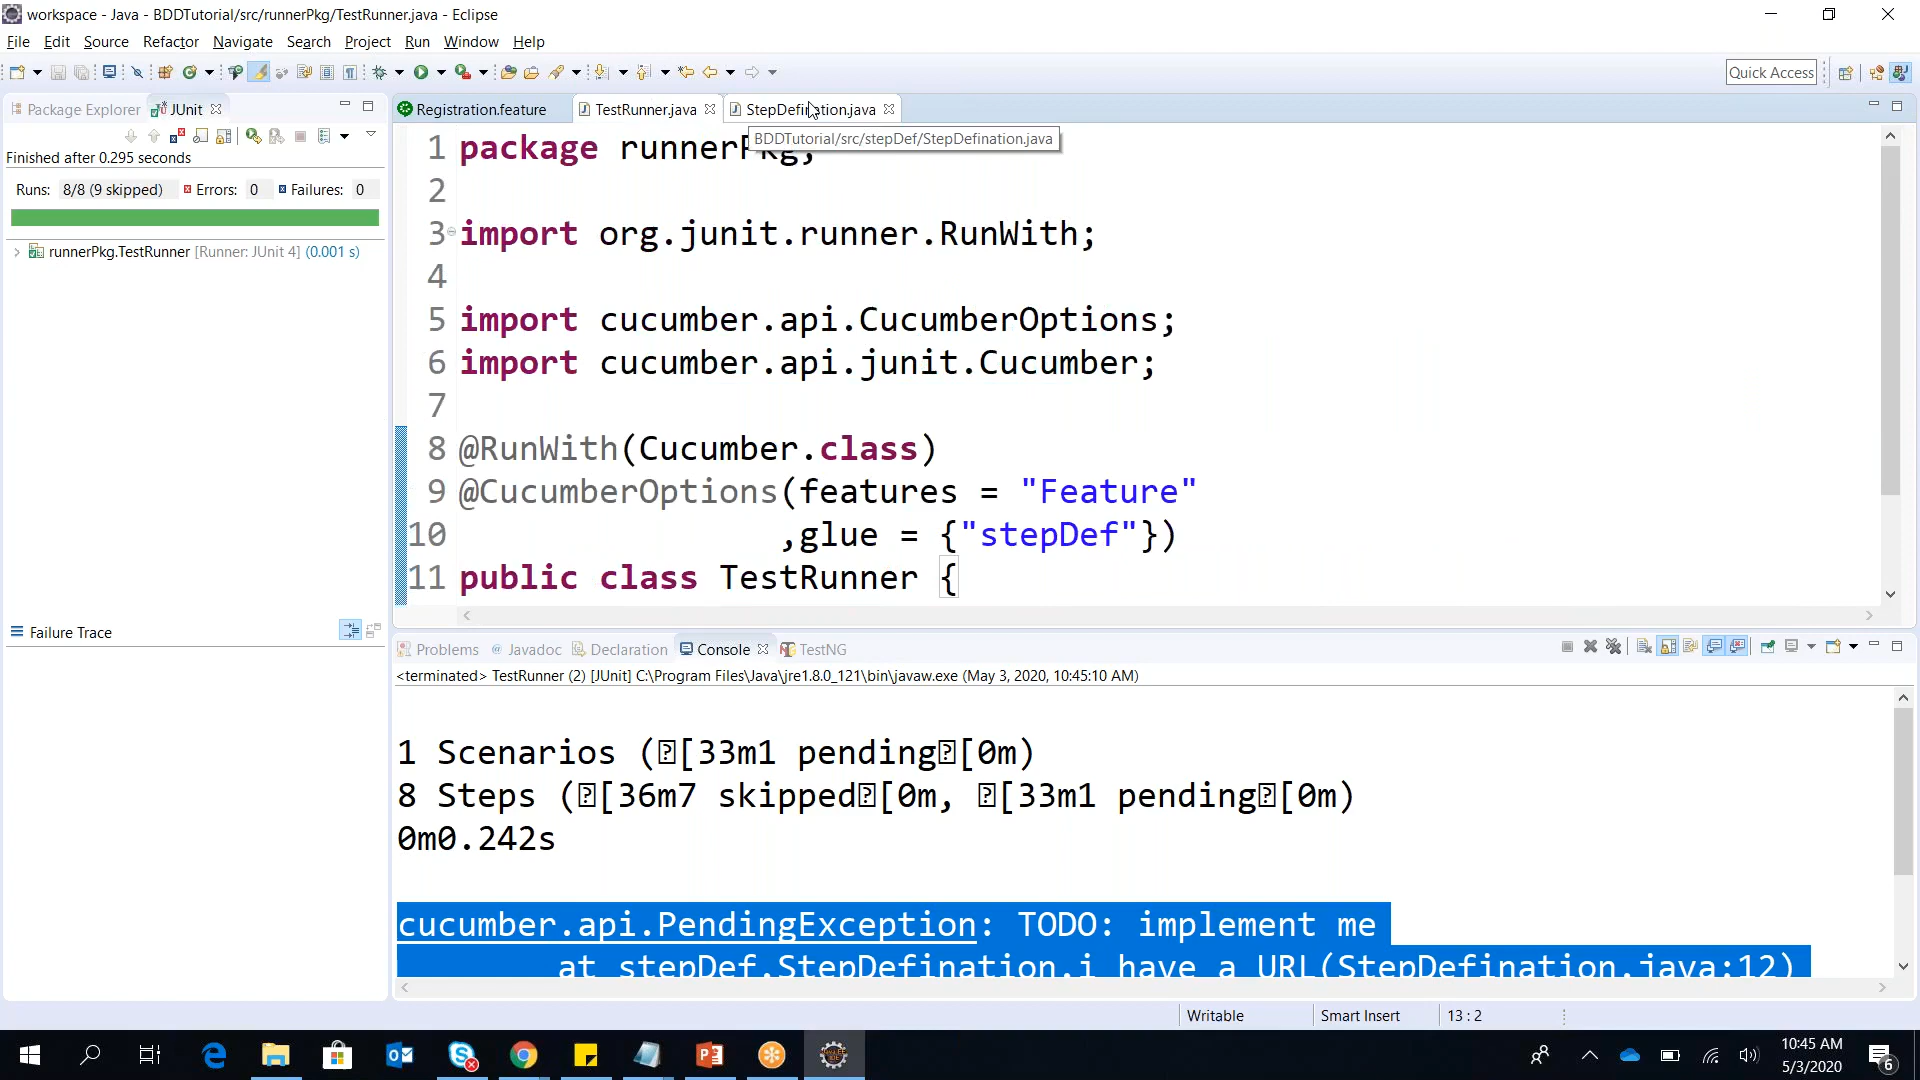 workspace - Java - BDDTutorial/src/runnerPkg/TestRunner.java - Eclipse
File Edit Source Refactor Navigate Search Project Run Window Help
Quick Access
Package Explorer JUnit
Finished after 0.295 seconds
Runs: 8/8 (9 skipped) Errors: 0 Failures: 0
runnerPkg.TestRunner [Runner: JUnit 4] (0.001 s)
Failure Trace
Registration.feature TestRunner.java StepDefination.java
BDDTutorial/src/stepDef/StepDefination.java
1 package runnerPkg;
2
3 import org.junit.runner.RunWith;
4
5 import cucumber.api.CucumberOptions;
6 import cucumber.api.junit.Cucumber;
7
8 @RunWith(Cucumber.class)
9 @CucumberOptions(features = "Feature"
10 ,glue = {"stepDef"})
11 public class TestRunner {
Problems Javadoc Declaration Console TestNG
<terminated> TestRunner (2) [JUnit] C:\Program Files\Java\jre1.8.0_121\bin\javaw.exe (May 3, 2020, 10:45:10 AM)
1 Scenarios (�[33m1 pending�[0m)
8 Steps (�[36m7 skipped�[0m, �[33m1 pending�[0m)
0m0.242s
cucumber.api.PendingException: TODO: implement me
at stepDef.StepDefination.i_have_a_URL(StepDefination.java:12)
Writable Smart Insert 13 : 2
10:45 AM
5/3/2020
6